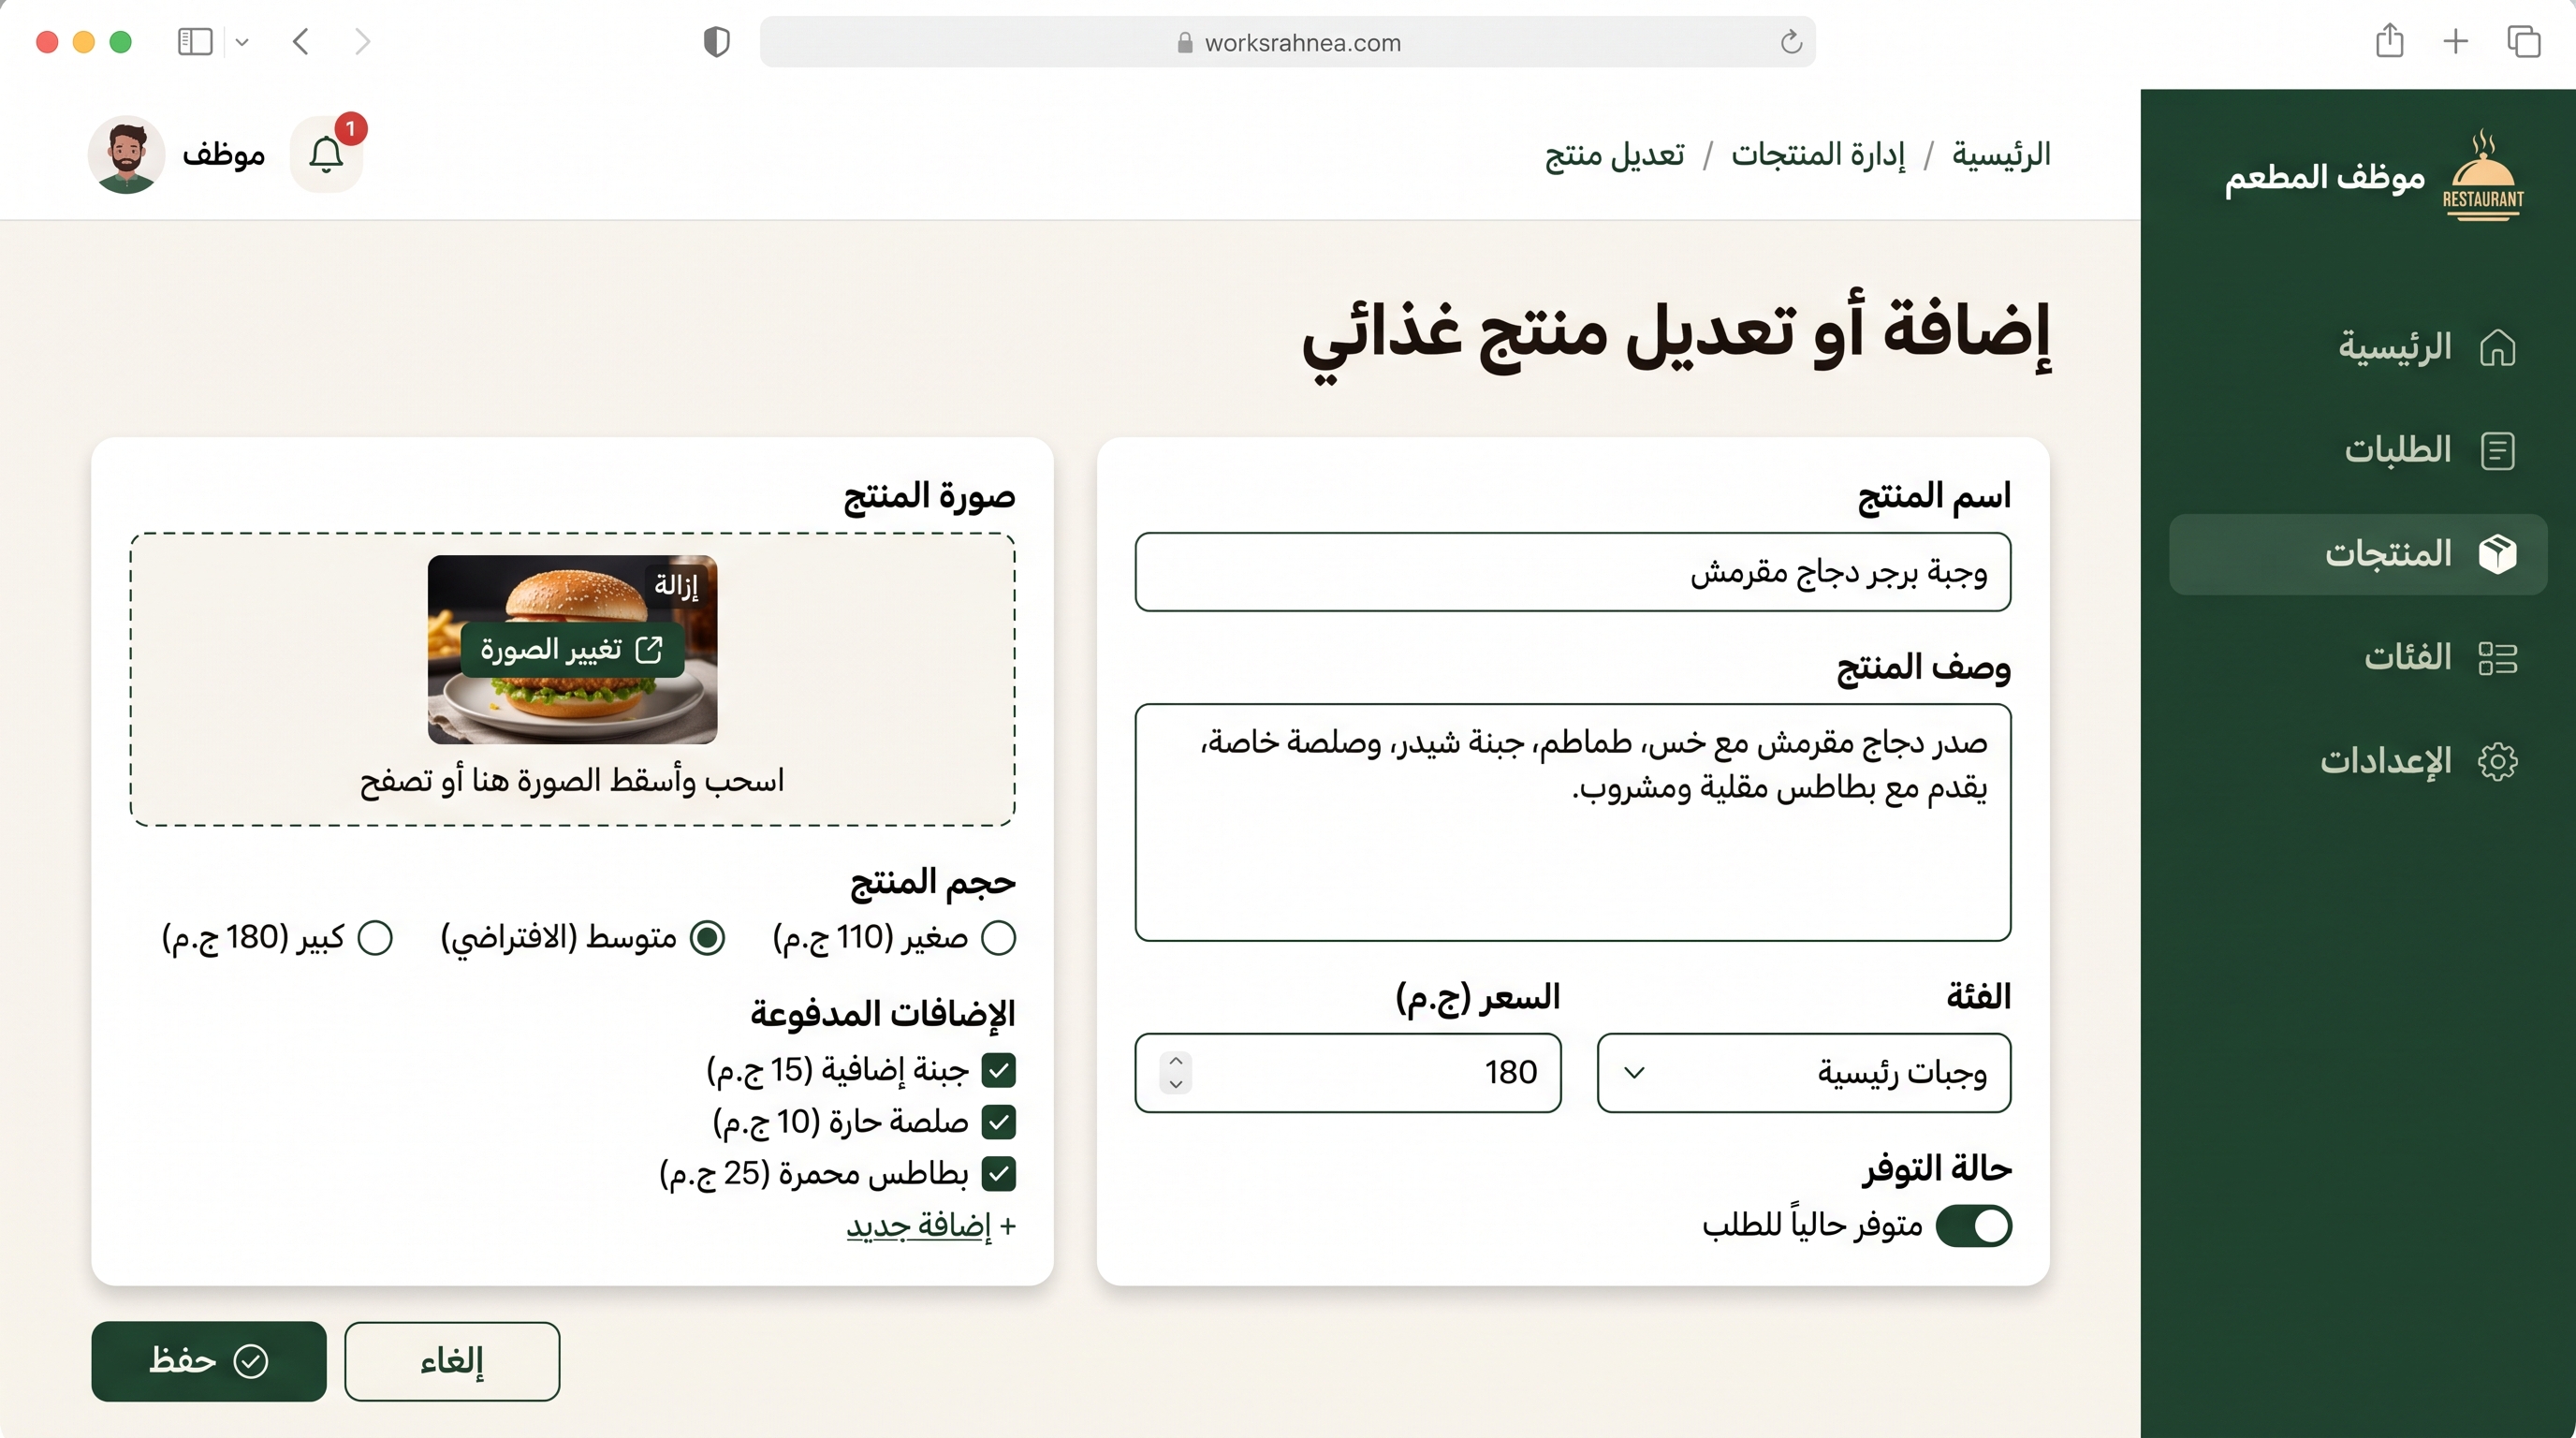 worksrahnea.com
RESTAURANT
موظف المطعم
الرئيسية
الطلبات
المنتجات
الفئات
الإعدادات
الرئيسية / إدارة المنتجات / تعديل منتج
1
موظف
إضافة أو تعديل منتج غذائي
اسم المنتج
وجبة برجر دجاج مقرمش
وصف المنتج
صدر دجاج مقرمش مع خس، طماطم، جبنة شيدر، وصلصة خاصة،
يقدم مع بطاطس مقلية ومشروب.
الفئة
وجبات رئيسية
السعر (ج.م)
180
حالة التوفر
متوفر حالياً للطلب
صورة المنتج
إزالة
تغيير الصورة
اسحب وأسقط الصورة هنا أو تصفح
حجم المنتج
صغير (110 ج.م)
متوسط (الافتراضي)
كبير (180 ج.م)
الإضافات المدفوعة
جبنة إضافية (15 ج.م)
صلصة حارة (10 ج.م)
بطاطس محمرة (25 ج.م)
+ إضافة جديد
إلغاء
حفظ